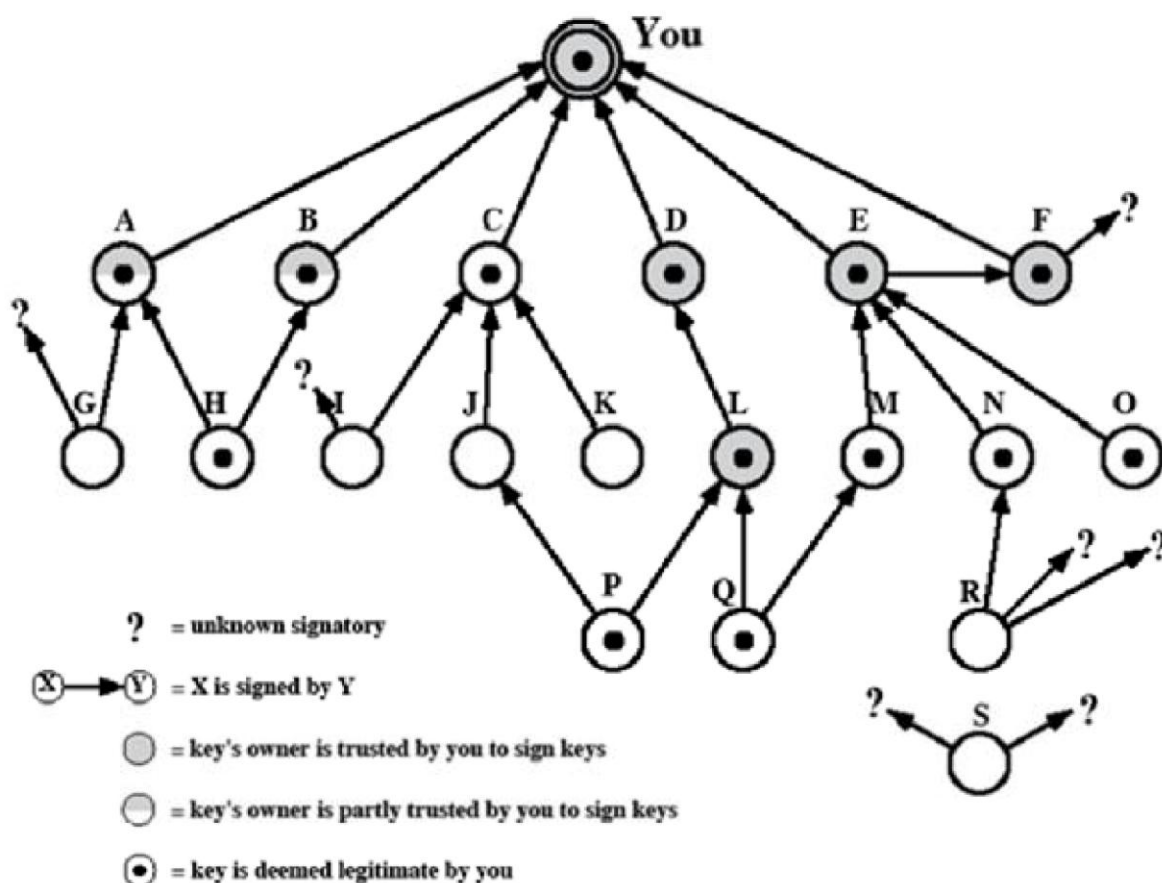 You
A B C D E F ?
?
?
G H I J K L M N O
? ?
P Q R
? = unknown signatory
X Y = X is signed by Y
? S ?
= key's owner is trusted by you to sign keys
= key's owner is partly trusted by you to sign keys
= key is deemed legitimate by you